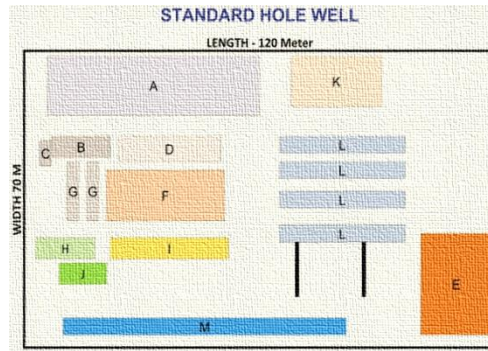 STANDARD HOLE WELL
LENGTH - 120 Meter
WIDTH 70 M
A
K
B
C
D
L
L
G
G
F
L
L
H
I
J
E
M